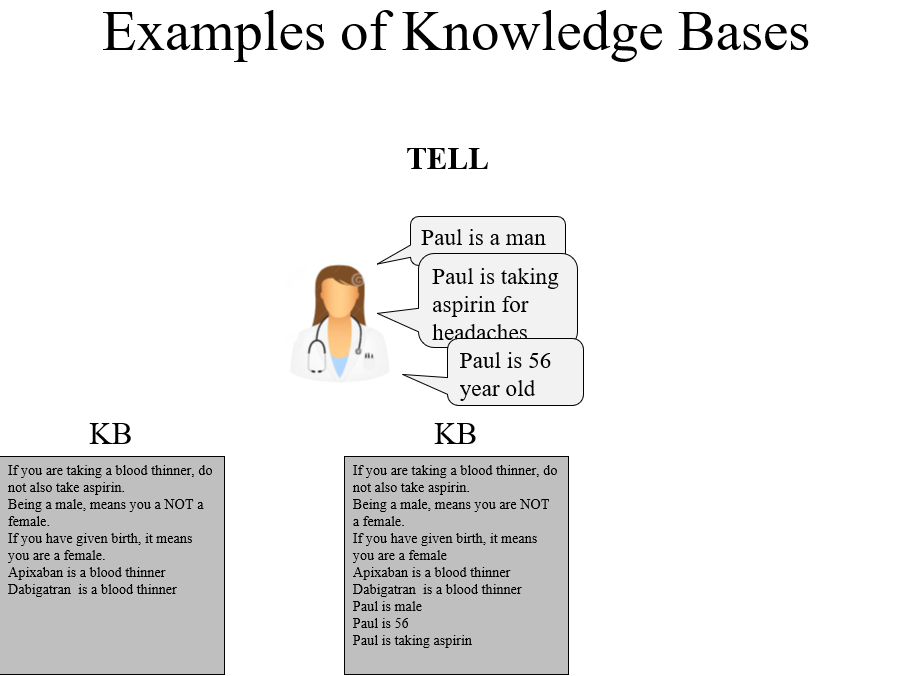 Examples of Knowledge Bases
TELL
Paul is a man
Paul is taking
aspirin for
headaches
Paul is 56
year old
KB
If you are taking a blood thinner, do
not also take aspirin.
Being a male, means you a NOT a
female.
If you have given birth, it means
you are a female.
Apixaban is a blood thinner
Dabigatran  is a blood thinner
KB
If you are taking a blood thinner, do
not also take aspirin.
Being a male, means you are NOT
a female.
If you have given birth, it means
you are a female
Apixaban is a blood thinner
Dabigatran  is a blood thinner
Paul is male
Paul is 56
Paul is taking aspirin